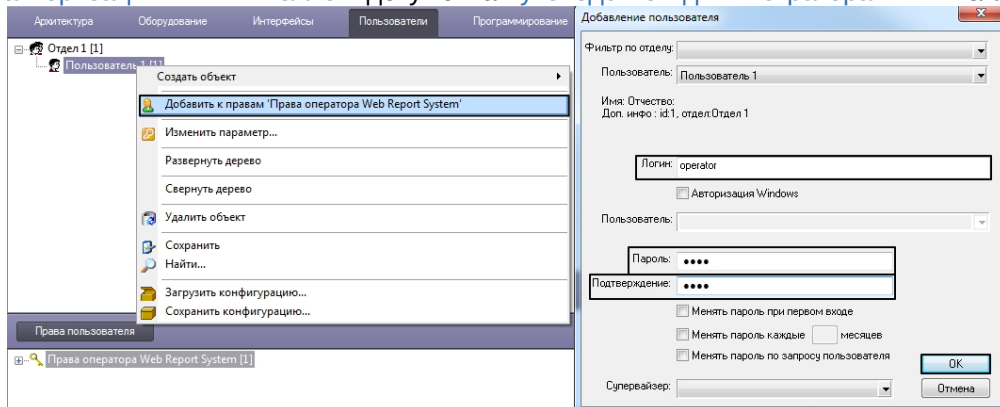 Архитектура Оборудование Интерфейсы Пользователи Программирование
Отдел 1 [1]
Пользователь 1 [1]
Создать объект
Добавить к правам 'Права оператора Web Report System'
Изменить параметр...
Развернуть дерево
Свернуть дерево
Удалить объект
Сохранить
Найти...
Загрузить конфигурацию...
Сохранить конфигурацию...
Права пользователя
Права оператора Web Report System [1]
Добавление пользователя
Фильтр по отделу:
Пользователь: Пользователь 1
Имя: Отчество:
Доп. инфо : id:1, отдел:Отдел 1
Логин: operator
Авторизация Windows
Пользователь:
Пароль: ••••
Подтверждение: ••••
Менять пароль при первом входе
Менять пароль каждые месяцев
Менять пароль по запросу пользователя
OK
Супервайзер:
Отмена